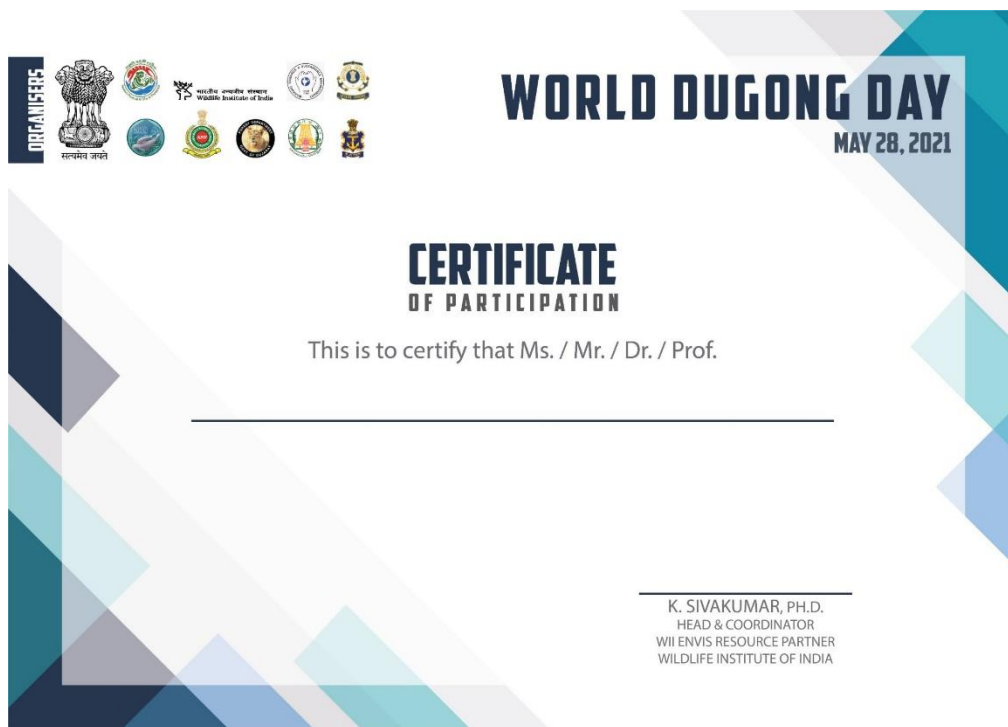 ORGANISERS
सत्यमेव जयते
भारतीय वन्यजीव संस्थान
Wildlife Institute of India
WORLD DUGONG DAY
MAY 28, 2021
CERTIFICATE
OF PARTICIPATION
This is to certify that Ms. / Mr. / Dr. / Prof.
K. SIVAKUMAR, PH.D.
HEAD & COORDINATOR
WII ENVIS RESOURCE PARTNER
WILDLIFE INSTITUTE OF INDIA